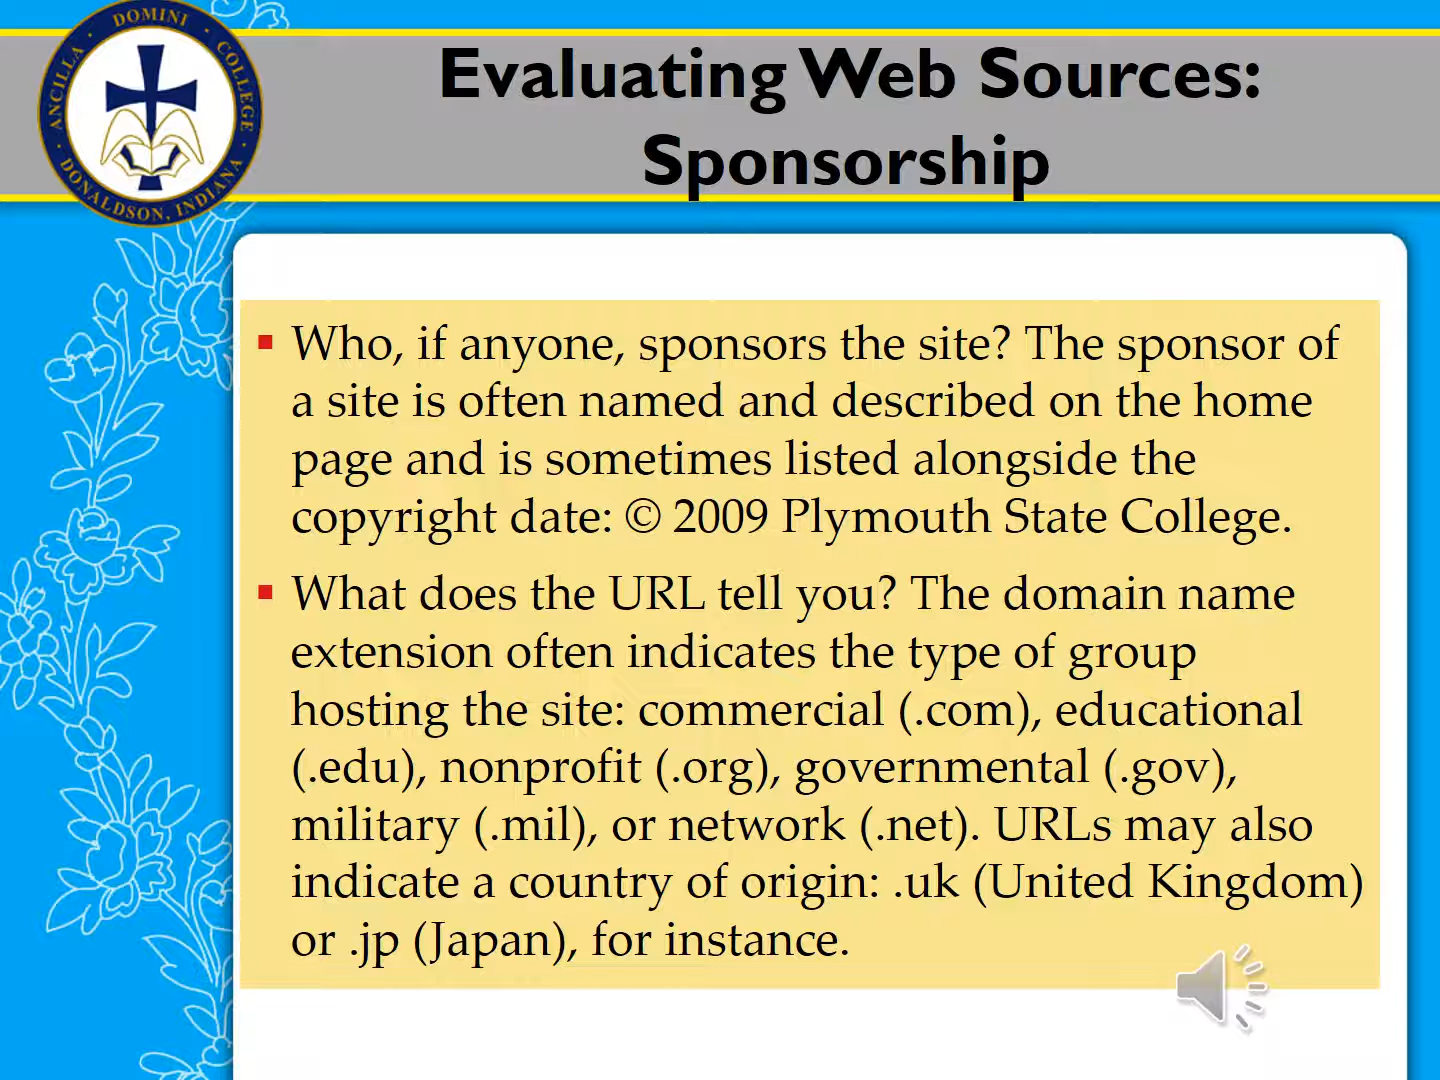 ANCILLA · DOMINI · COLLEGE
· DONALDSON, INDIANA ·
Evaluating Web Sources:
Sponsorship
▪ Who, if anyone, sponsors the site? The sponsor of
a site is often named and described on the home
page and is sometimes listed alongside the
copyright date: © 2009 Plymouth State College.
▪ What does the URL tell you? The domain name
extension often indicates the type of group
hosting the site: commercial (.com), educational
(.edu), nonprofit (.org), governmental (.gov),
military (.mil), or network (.net). URLs may also
indicate a country of origin: .uk (United Kingdom)
or .jp (Japan), for instance.